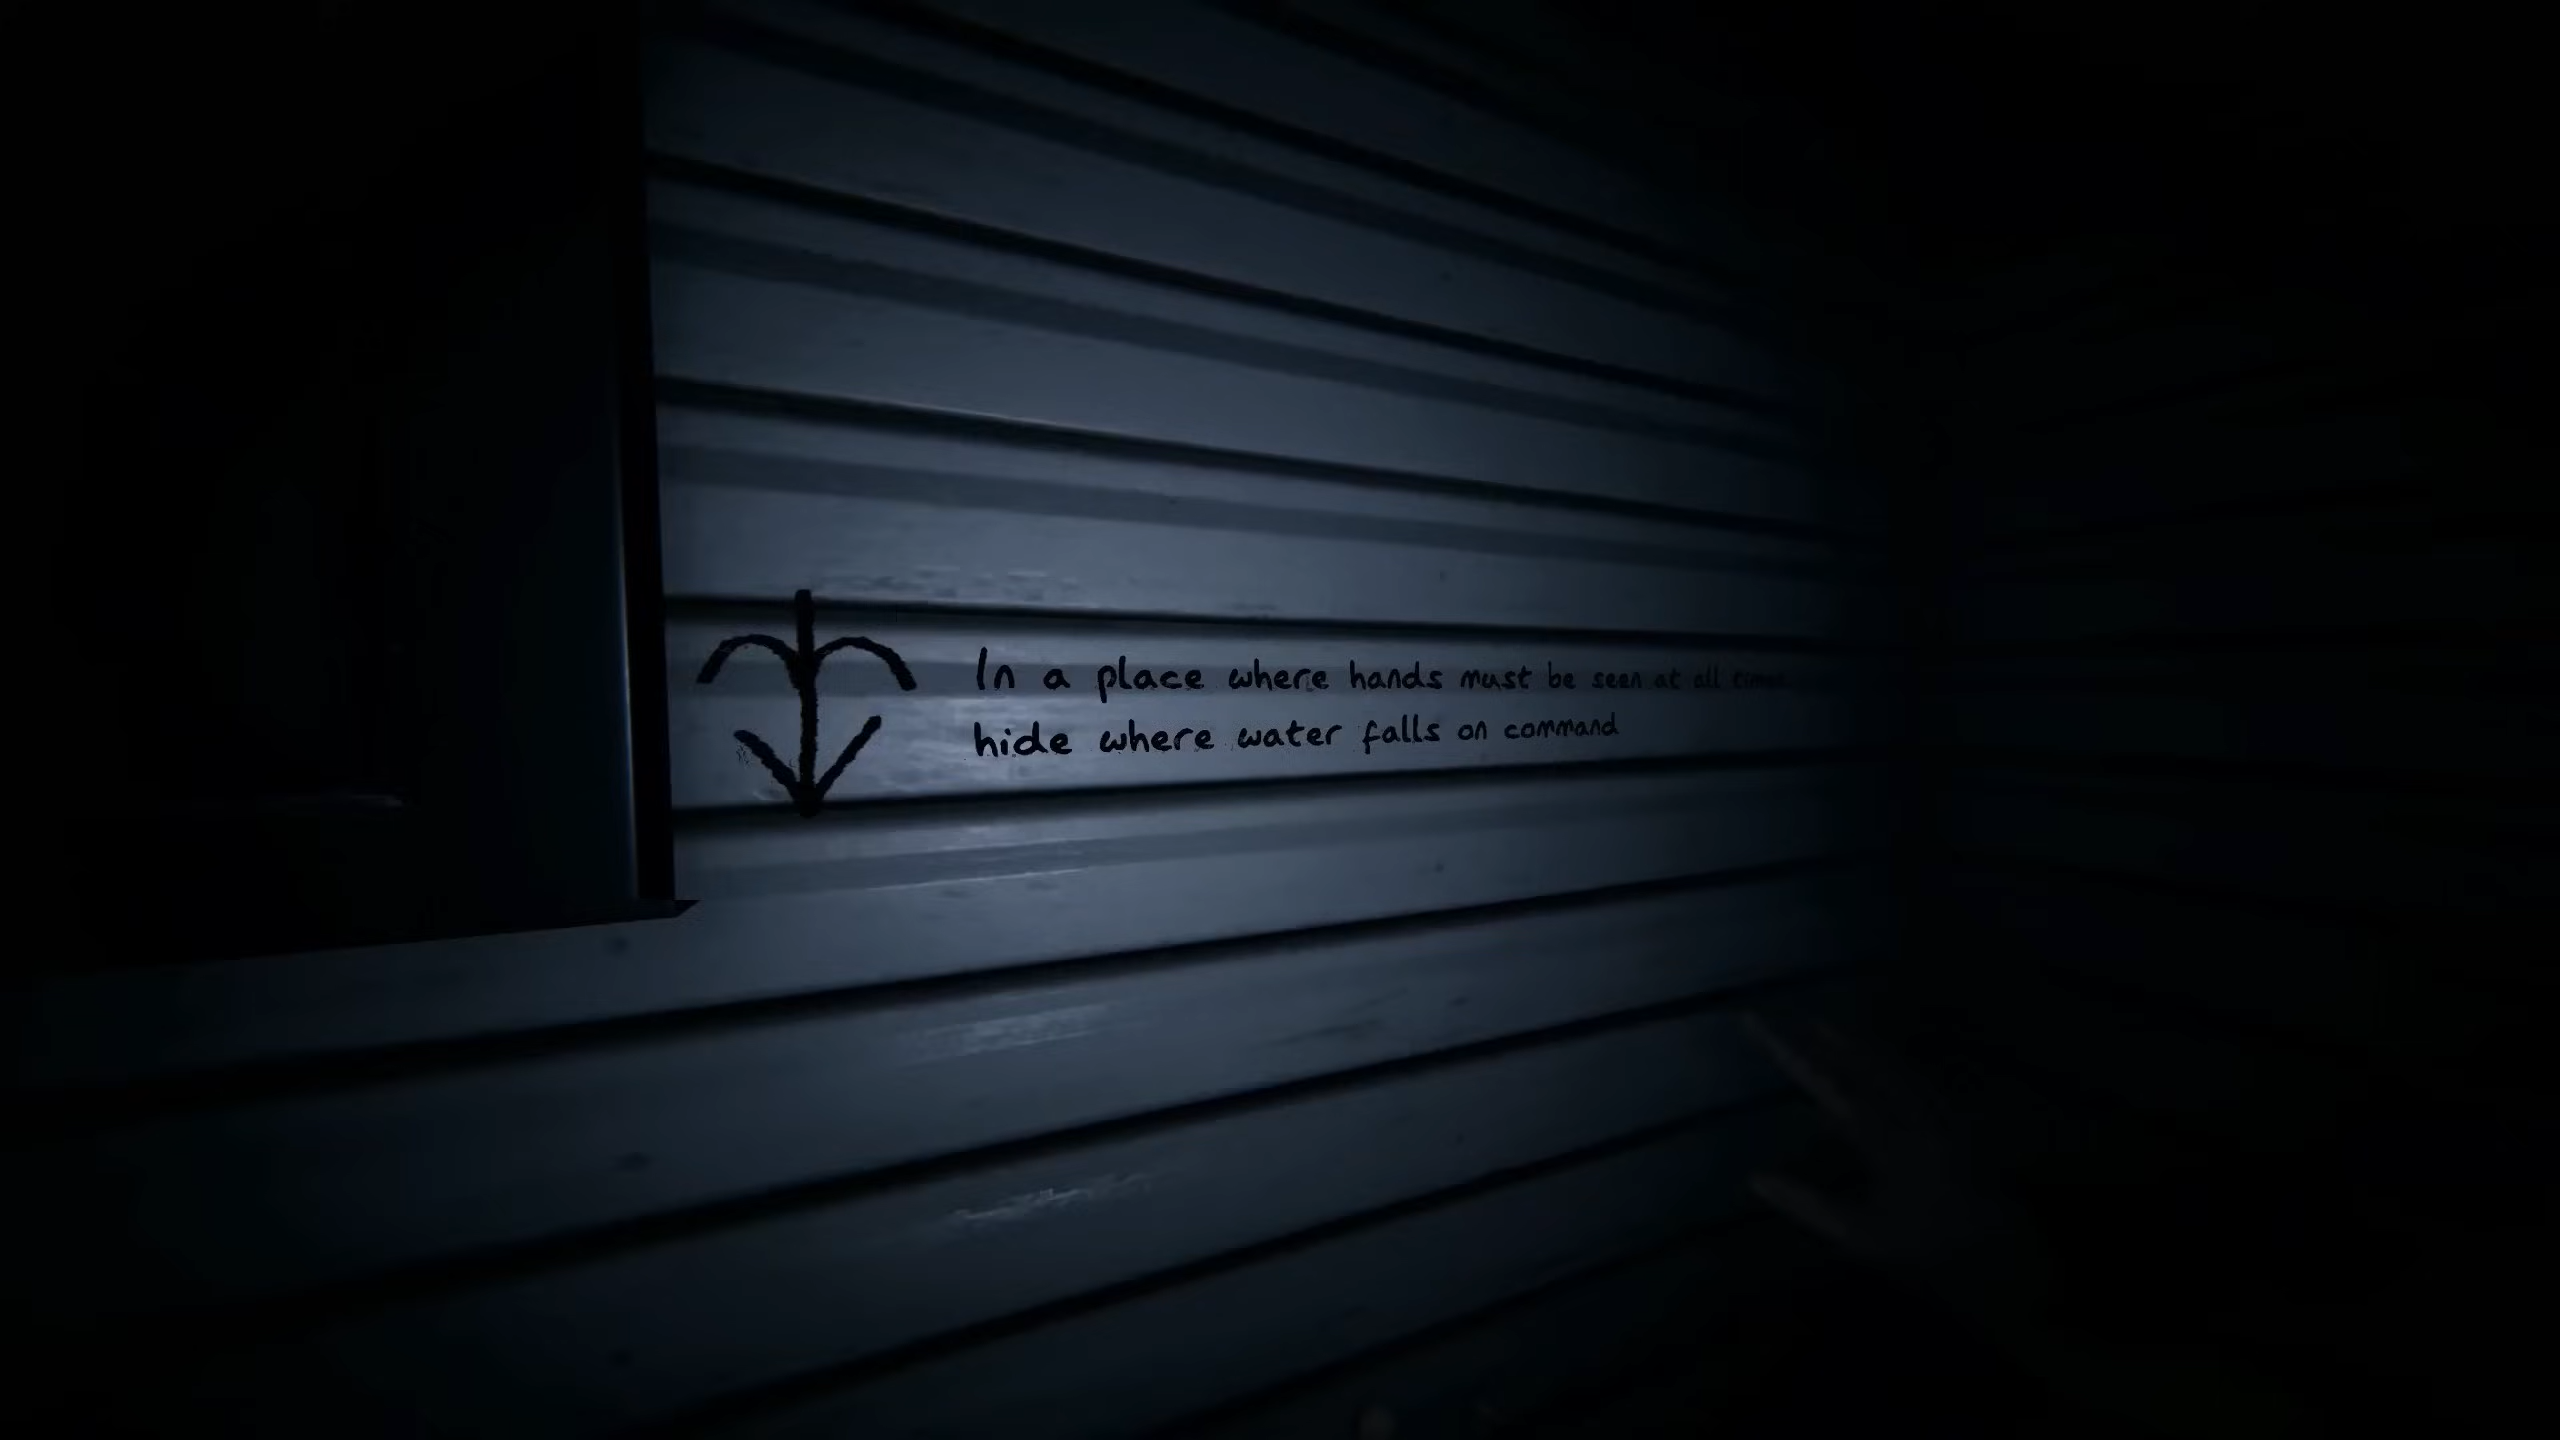 In a place where hands must be seen at all times
hide where water falls on command